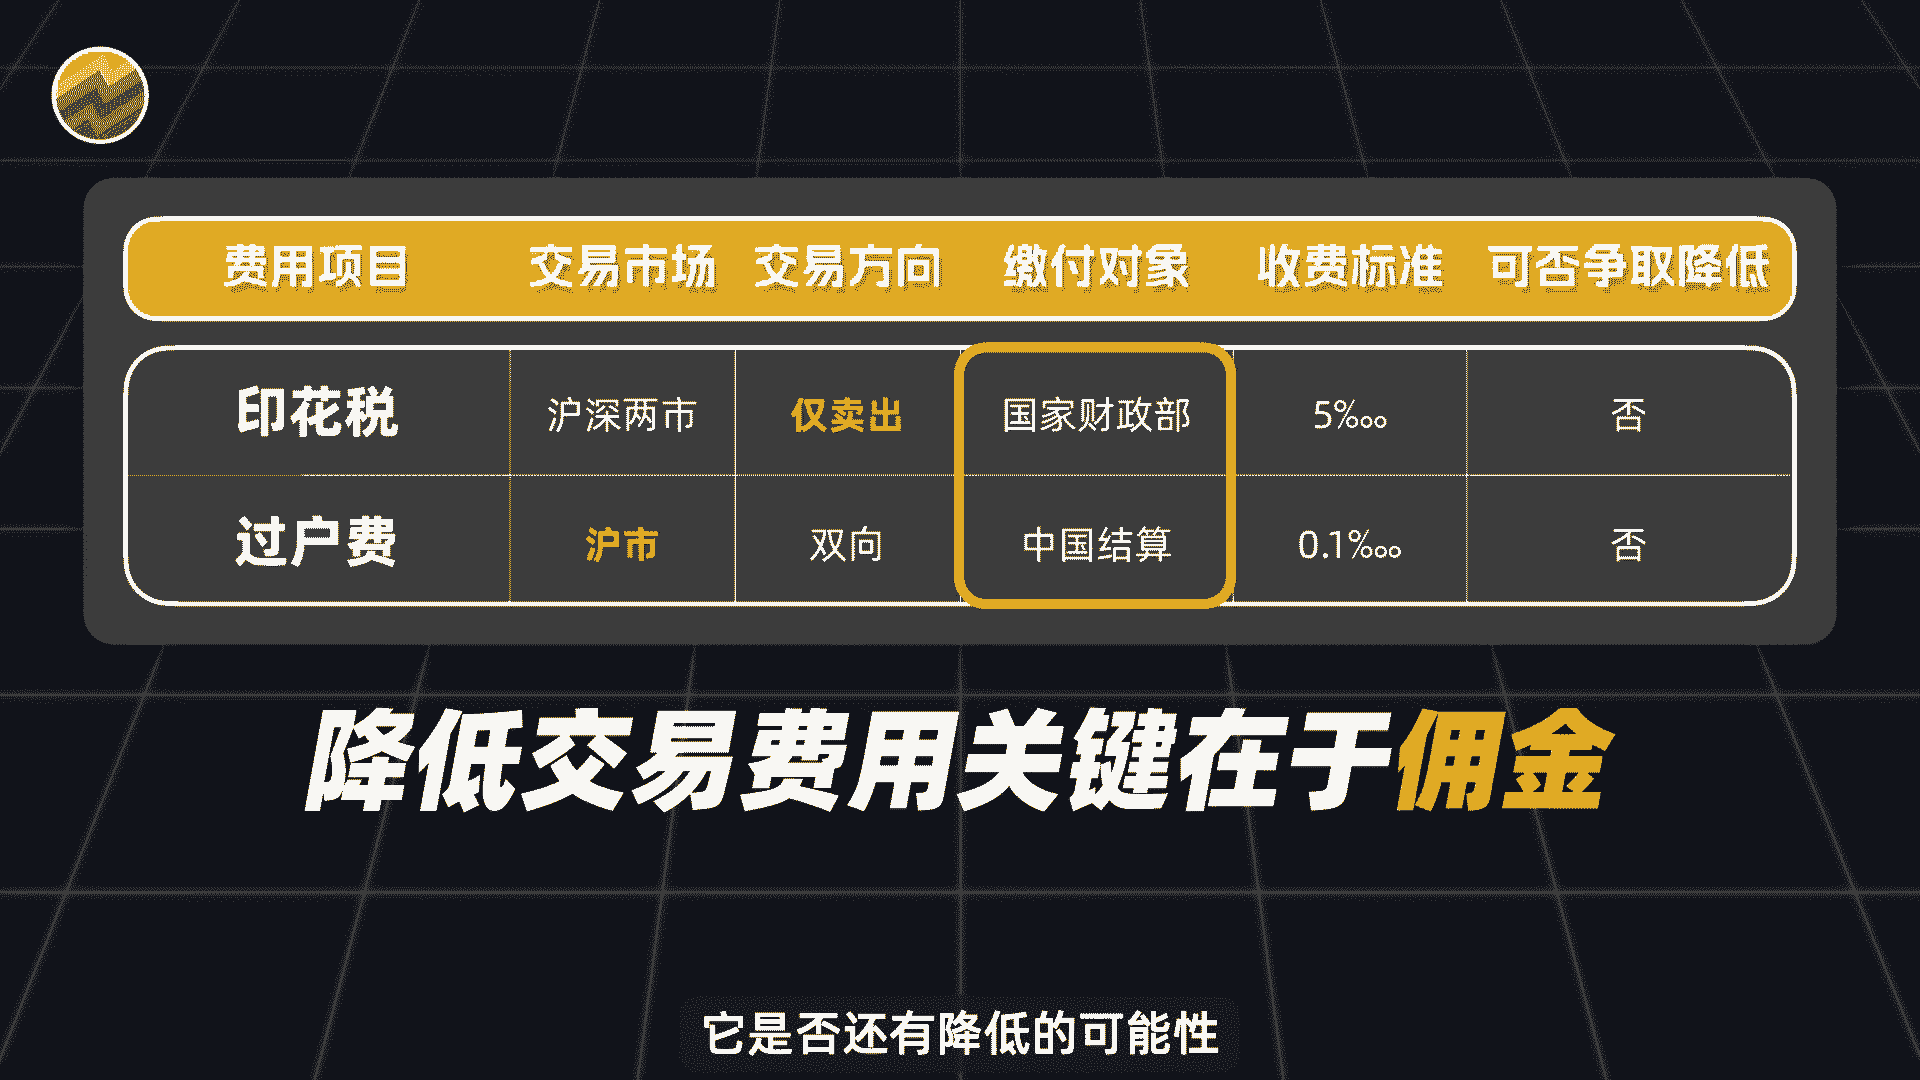 费用项目 交易市场 交易方向 缴付对象 收费标准 可否争取降低
印花税 沪深两市 仅卖出 国家财政部 5‱ 否
过户费 沪市 双向 中国结算 0.1‱ 否
降低交易费用关键在于佣金
它是否还有降低的可能性